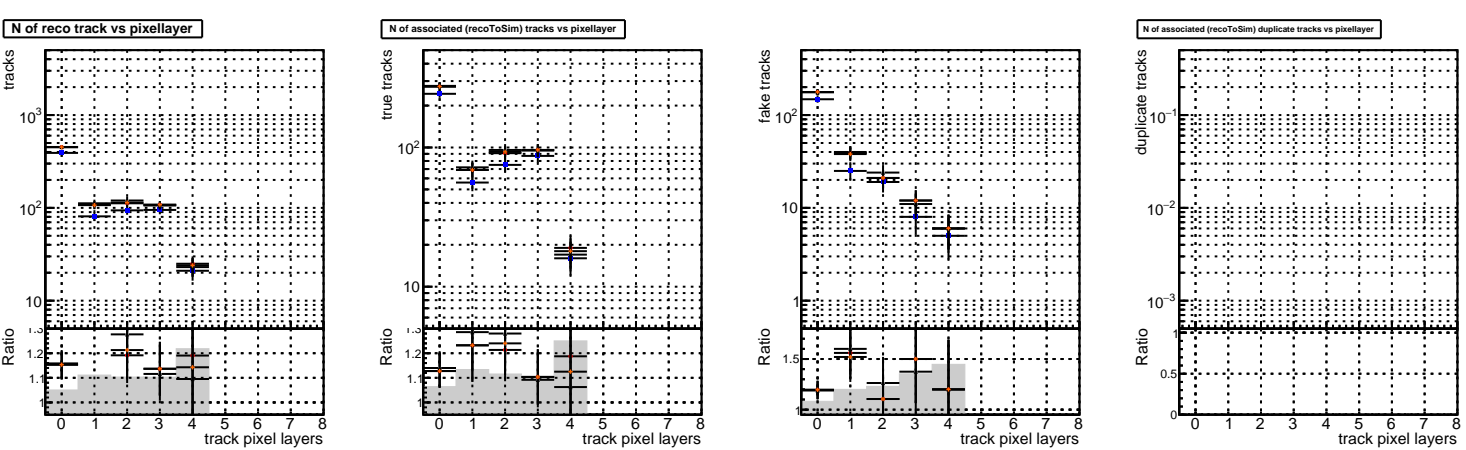 N of reco track vs pixellayer
tracks
10³
10²
10
Ratio
1.3
1.2
1.1
1
0 1 2 3 4 5 6 7 8
track pixel layers
N of associated (recoToSim) tracks vs pixellayer
true tracks
10²
10
Ratio
1.3
1.2
1.1
1
0 1 2 3 4 5 6 7 8
track pixel layers
fake tracks
10²
10
1
Ratio
1.5
1
0 1 2 3 4 5 6 7 8
track pixel layers
N of associated (recoToSim) duplicate tracks vs pixellayer
duplicate tracks
10⁻¹
10⁻²
10⁻³
Ratio
1
0.5
0
0 1 2 3 4 5 6 7 8
track pixel layers